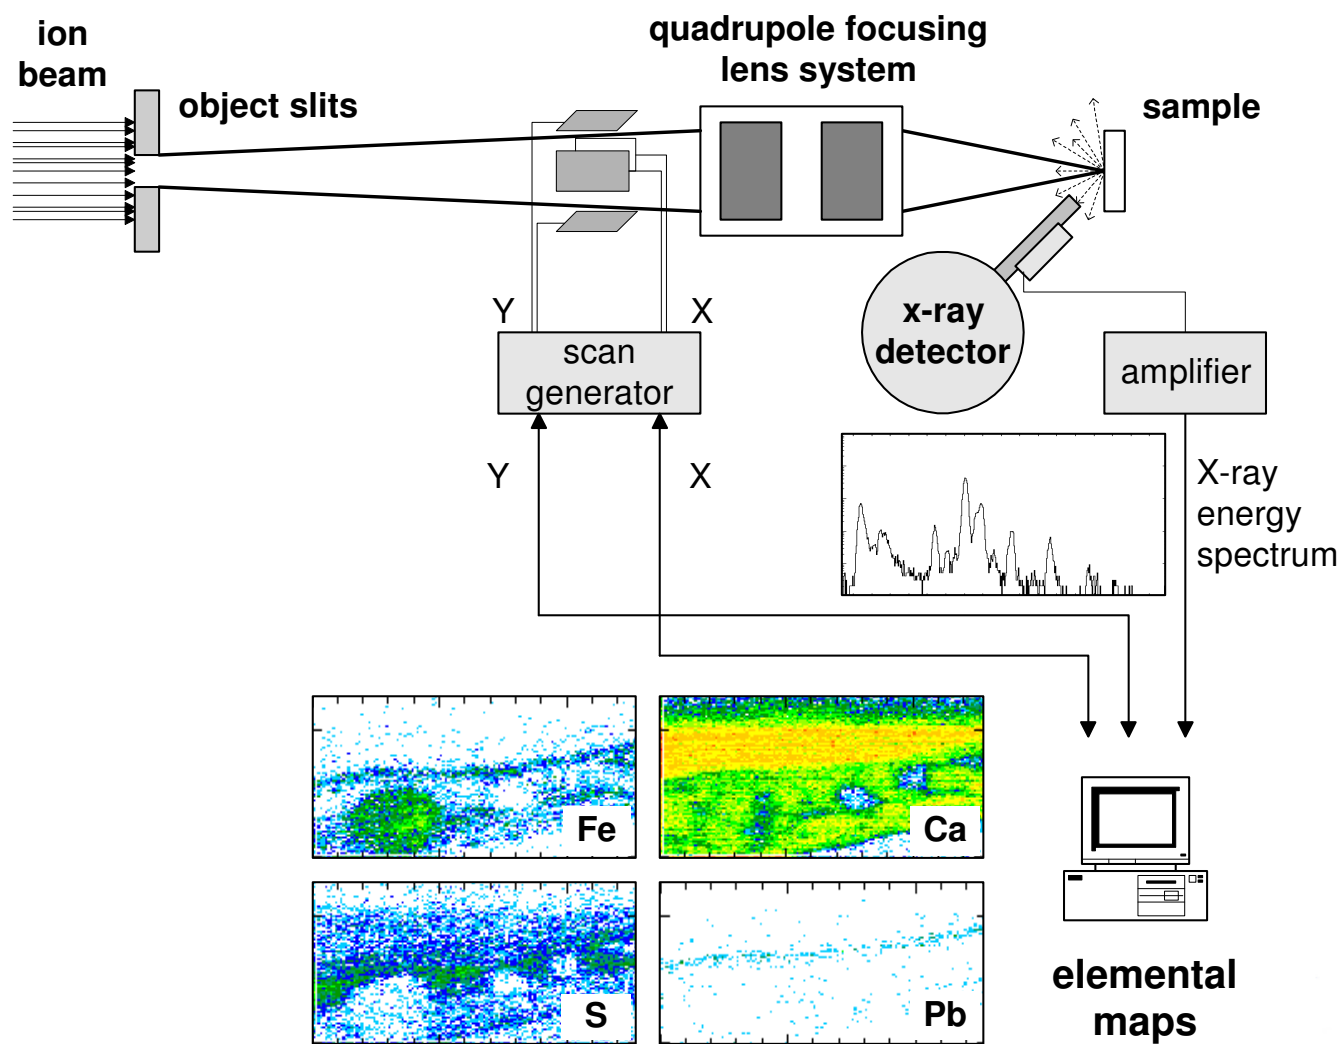 ion
beam
object slits
quadrupole focusing
lens system
sample
Y
X
scan
generator
x-ray
detector
amplifier
Y
X
X-ray
energy
spectrum
Fe
Ca
S
Pb
elemental
maps